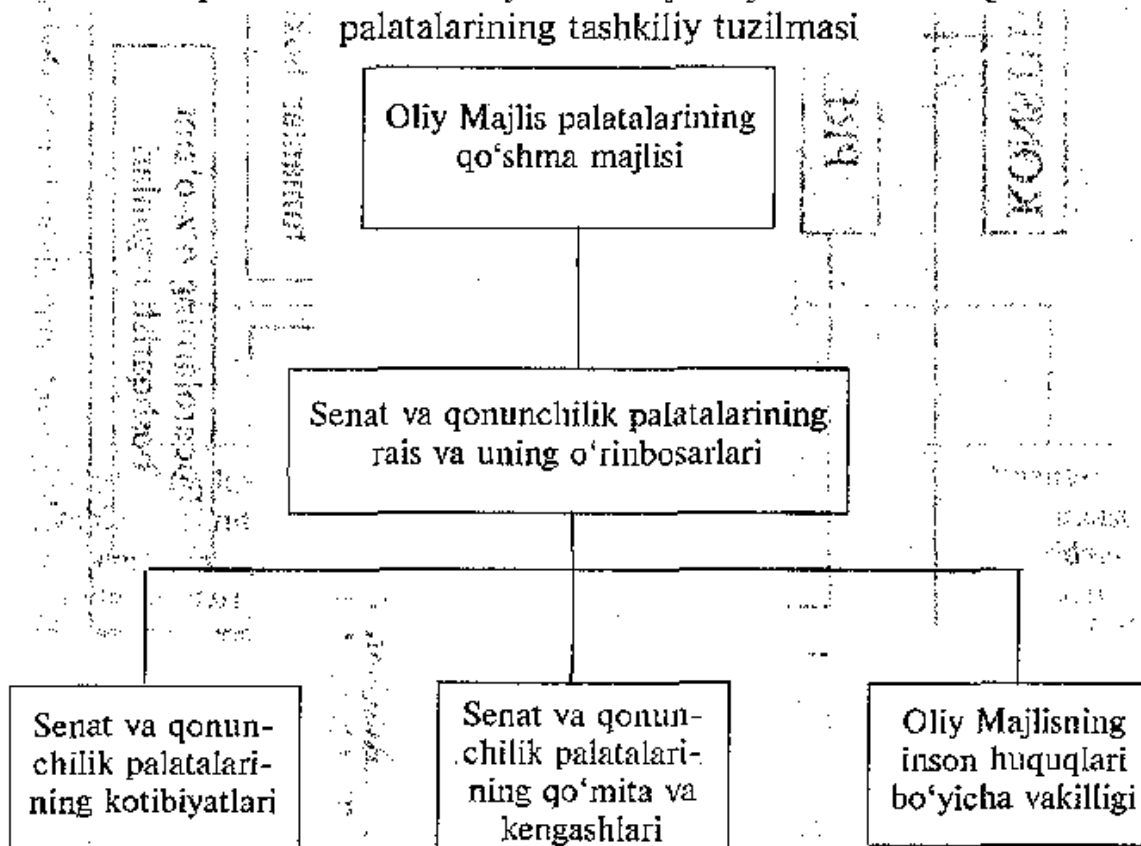 palatalarining tashkiliy tuzilmasi
Oliy Majlis palatalarining
qo‘shma majlisi
Senat va qonunchilik palatalarining
rais va uning o‘rinbosarlari
Senat va qonun-
chilik palatalari-
ning kotibiyatlari
Senat va qonun-
chilik palatalari-
ning qo‘mita va
kengashlari
Oliy Majlisning
inson huquqlari
bo‘yicha vakilligi